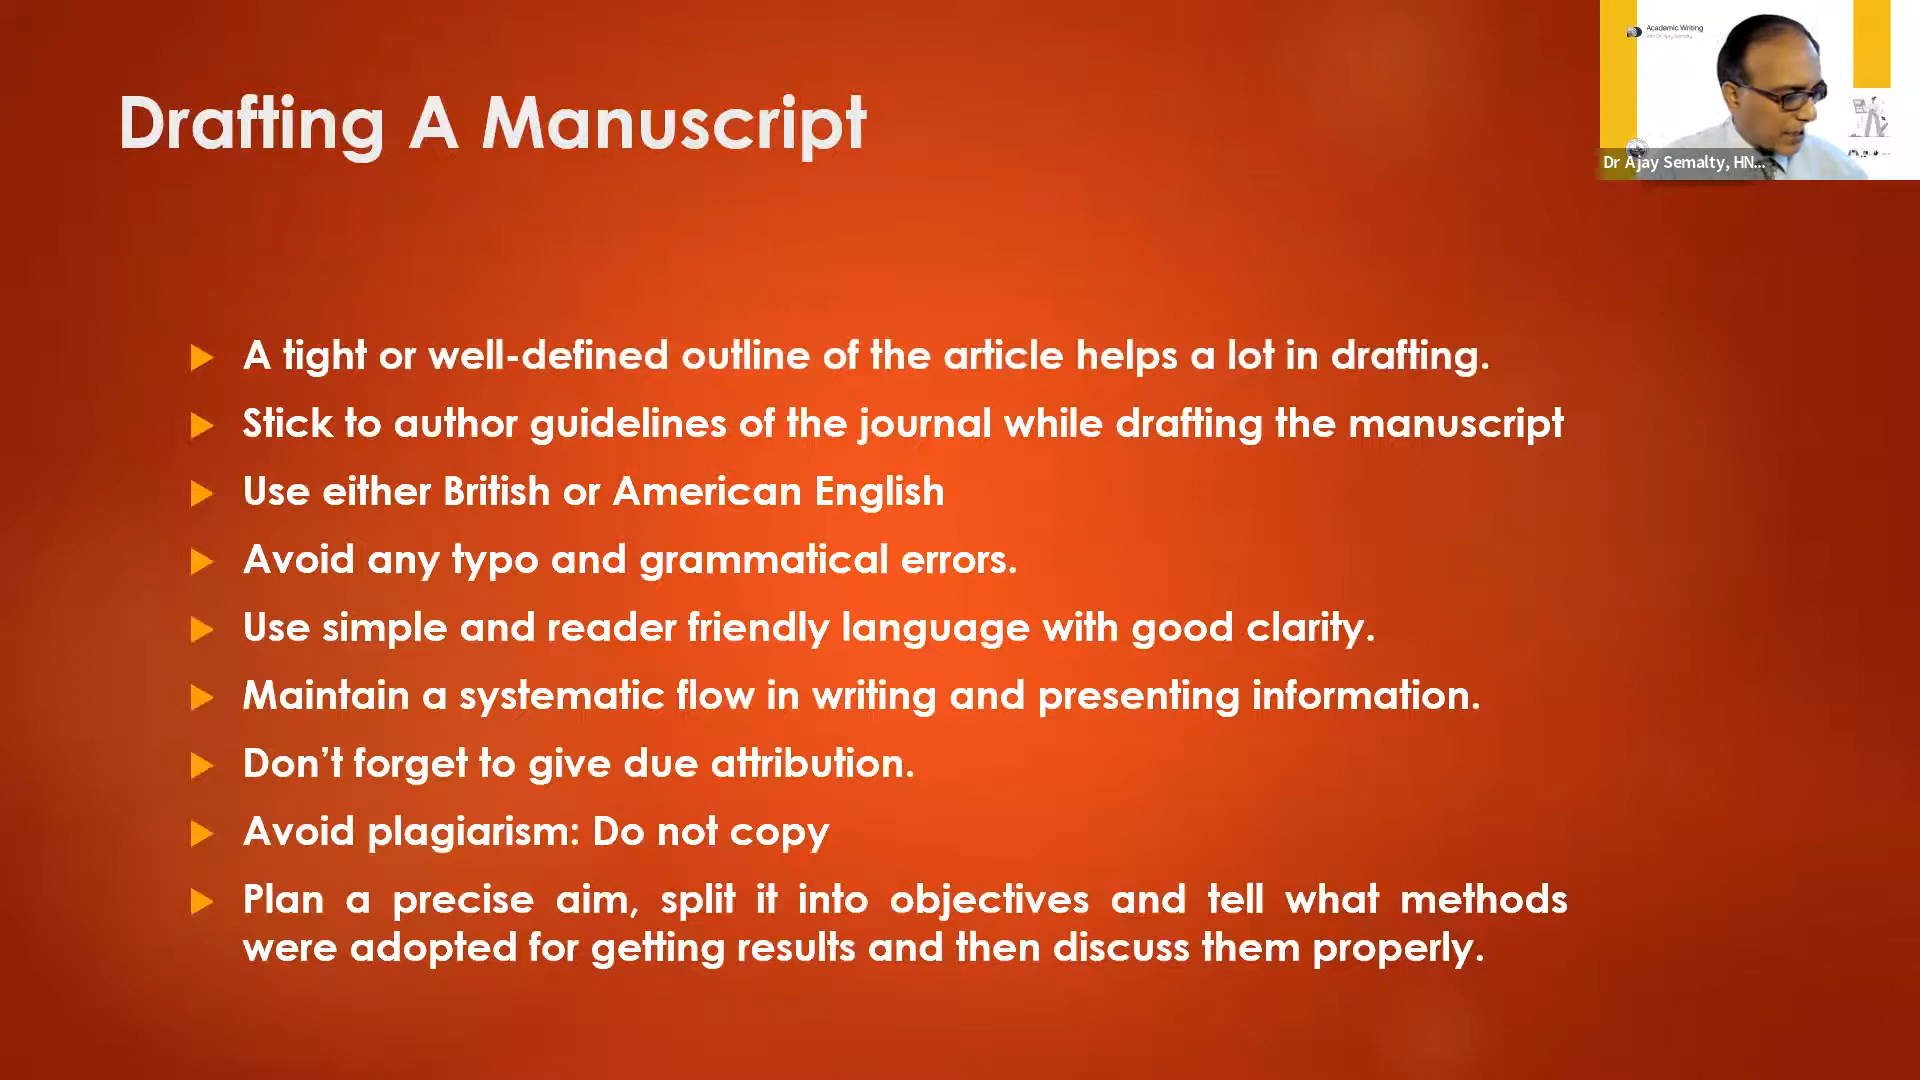 Drafting A Manuscript
Academic Writing
Dr Ajay Semalty, HN...
A tight or well-defined outline of the article helps a lot in drafting.
Stick to author guidelines of the journal while drafting the manuscript
Use either British or American English
Avoid any typo and grammatical errors.
Use simple and reader friendly language with good clarity.
Maintain a systematic flow in writing and presenting information.
Don’t forget to give due attribution.
Avoid plagiarism: Do not copy
Plan a precise aim, split it into objectives and tell what methods
were adopted for getting results and then discuss them properly.